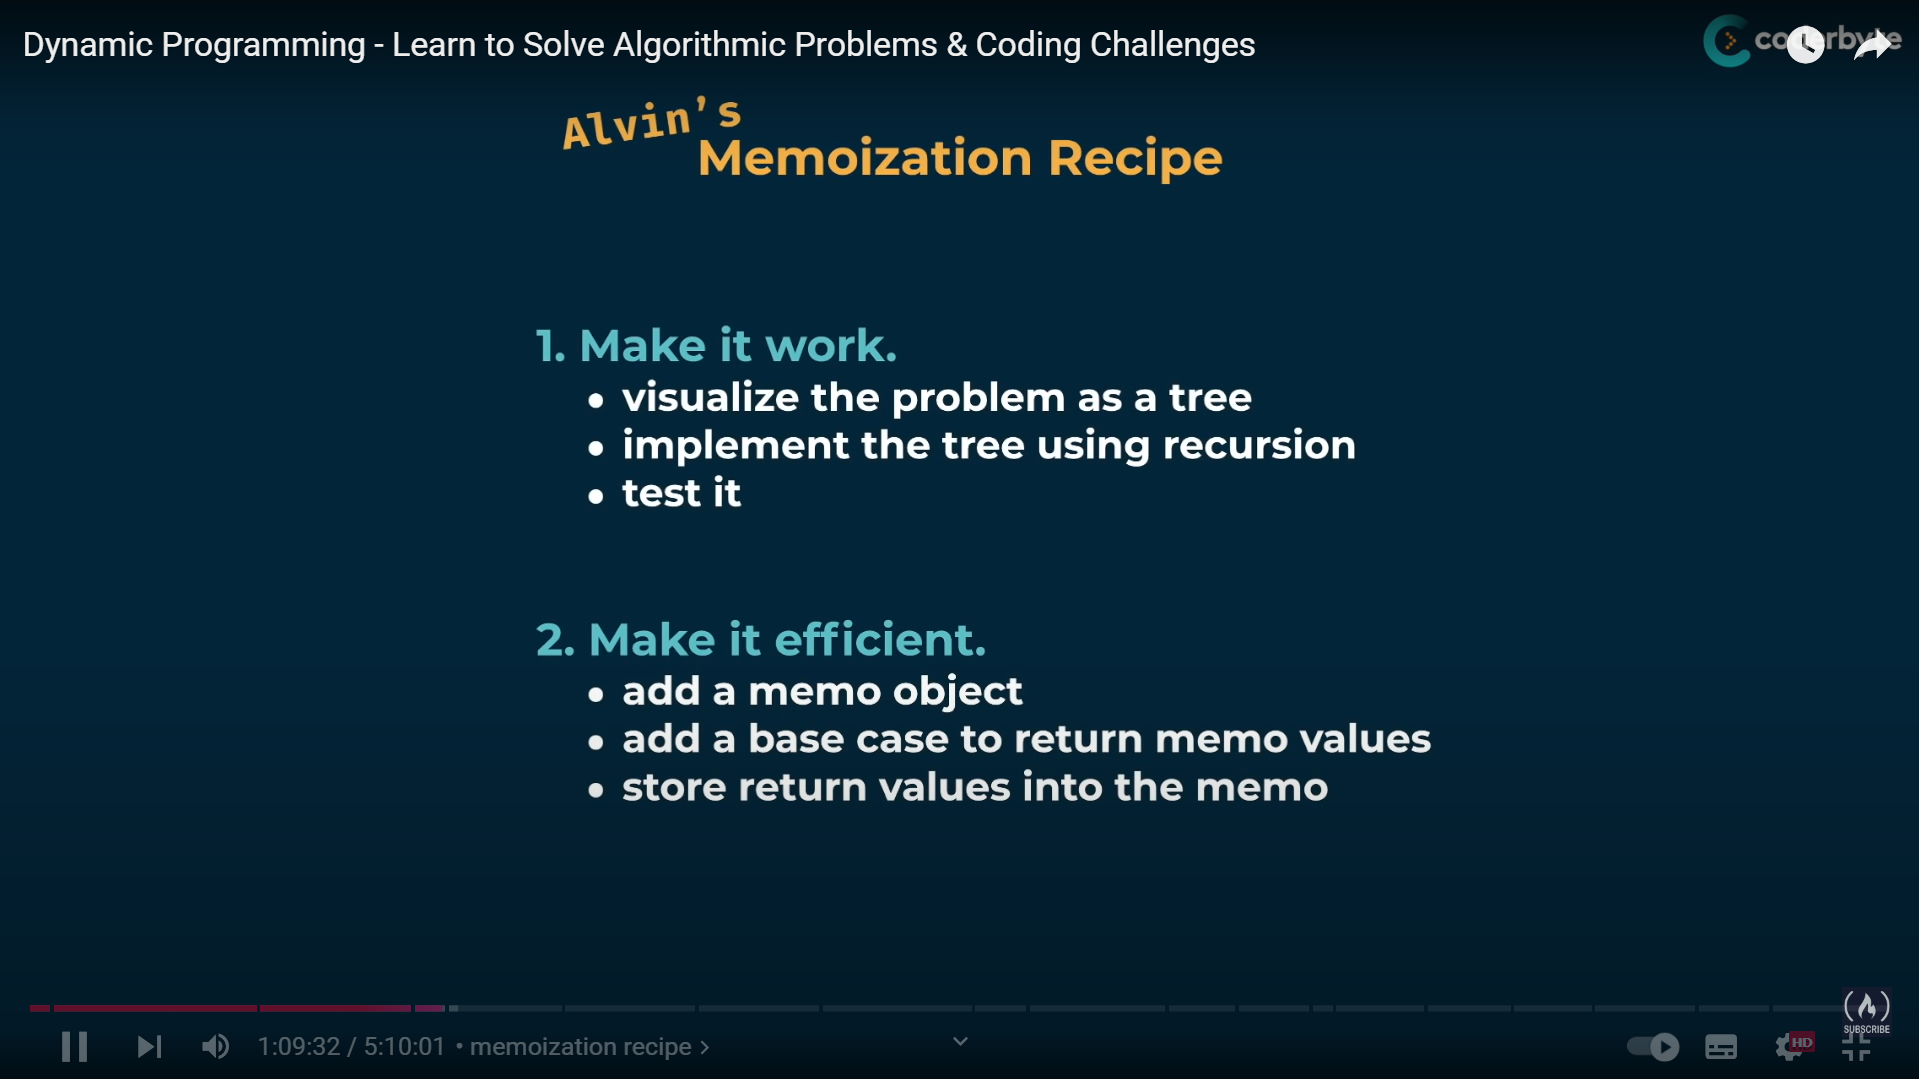 Dynamic Programming - Learn to Solve Algorithmic Problems & Coding Challenges
coderbyte
Alvin's
Memoization Recipe
1. Make it work.
• visualize the problem as a tree
• implement the tree using recursion
• test it
2. Make it efficient.
• add a memo object
• add a base case to return memo values
• store return values into the memo
SUBSCRIBE
1:09:32 / 5:10:01 • memoization recipe
HD